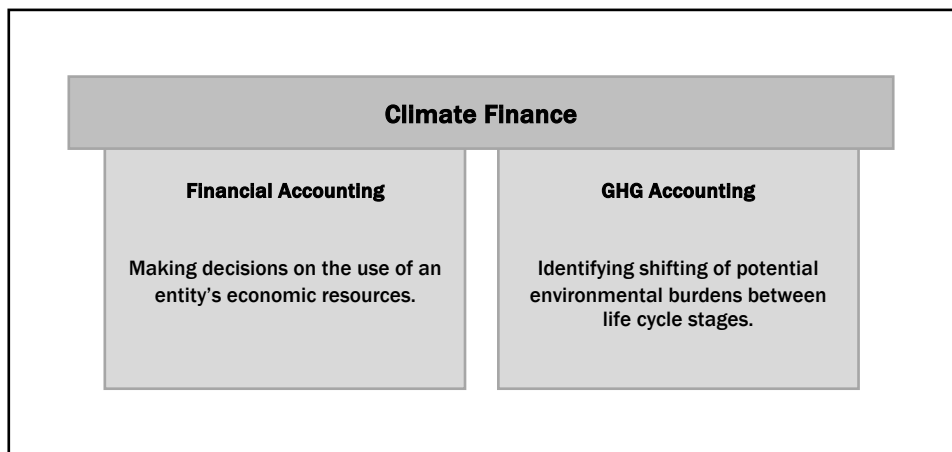 Climate Finance
Financial Accounting
Making decisions on the use of an
entity’s economic resources.
GHG Accounting
Identifying shifting of potential
environmental burdens between
life cycle stages.